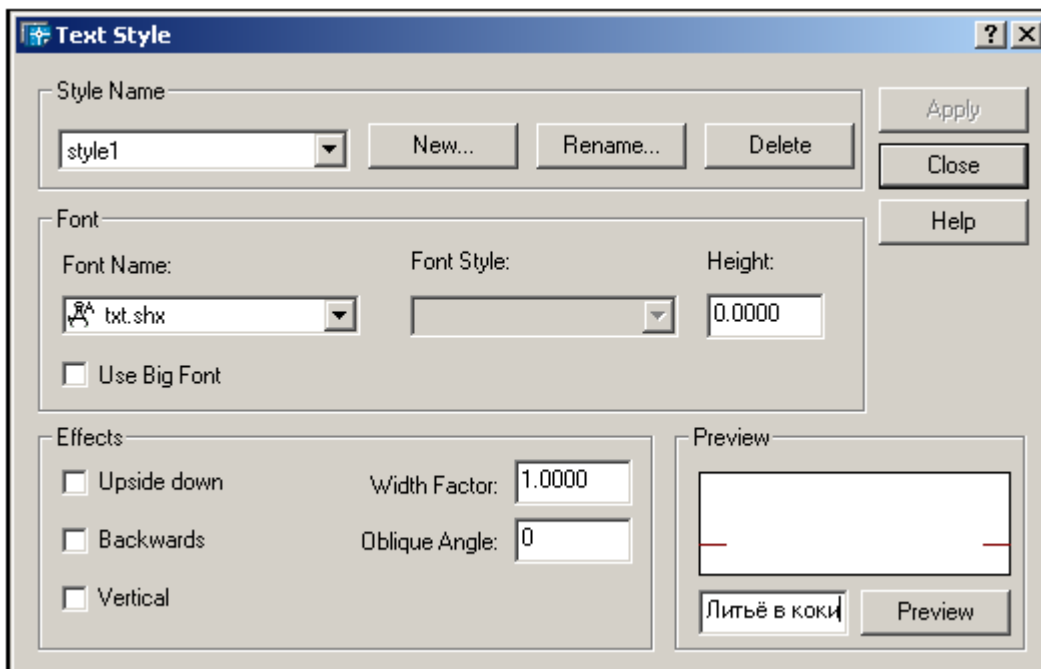 Text Style
Style Name
Apply
style1
New...
Rename...
Delete
Close
Font
Help
Font Name:
Font Style:
Height:
txt.shx
0.0000
Use Big Font
Effects
Preview
Upside down
Width Factor:
1.0000
Backwards
Oblique Angle:
0
Vertical
Литьё в коки
Preview